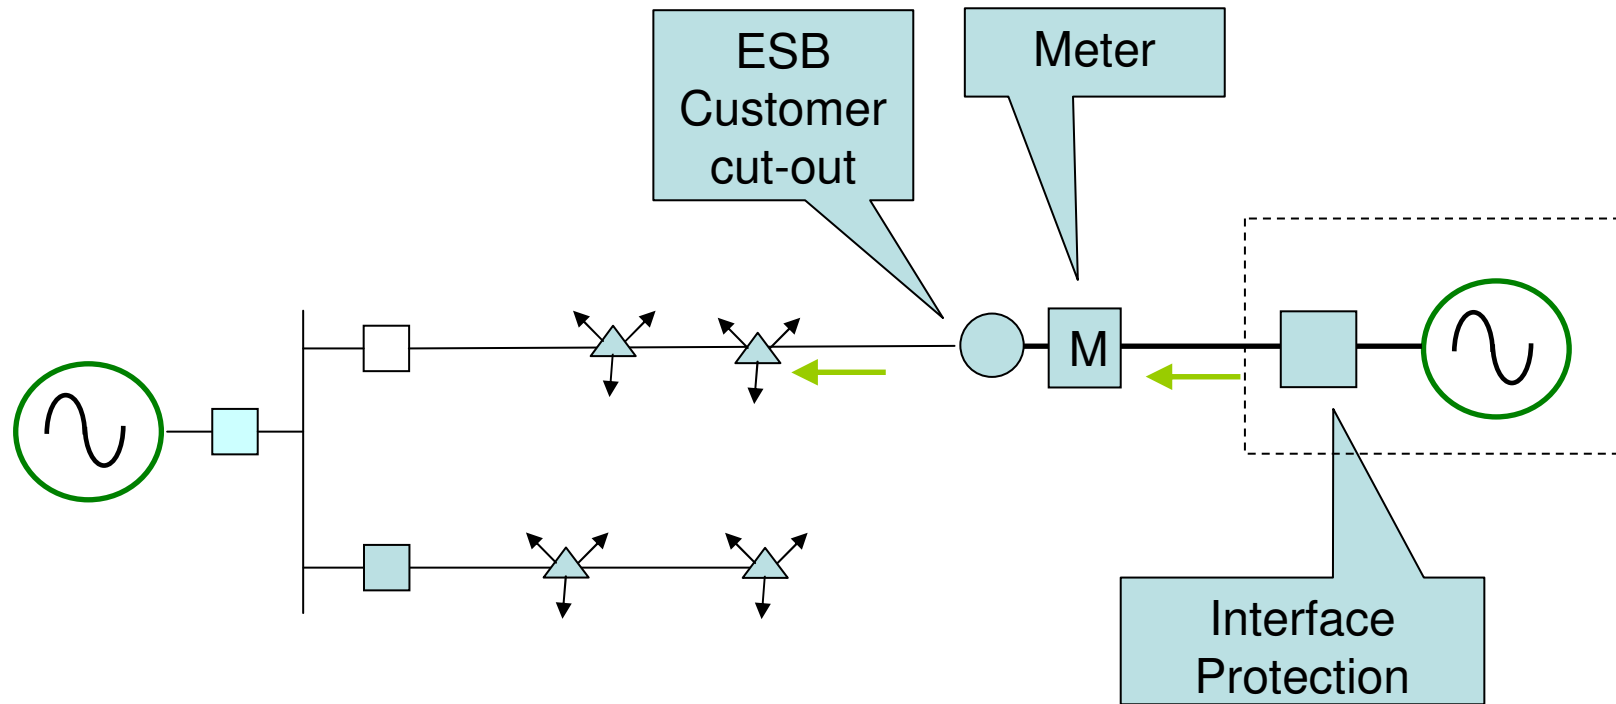 ESB
Customer
cut-out
Meter
M
Interface
Protection